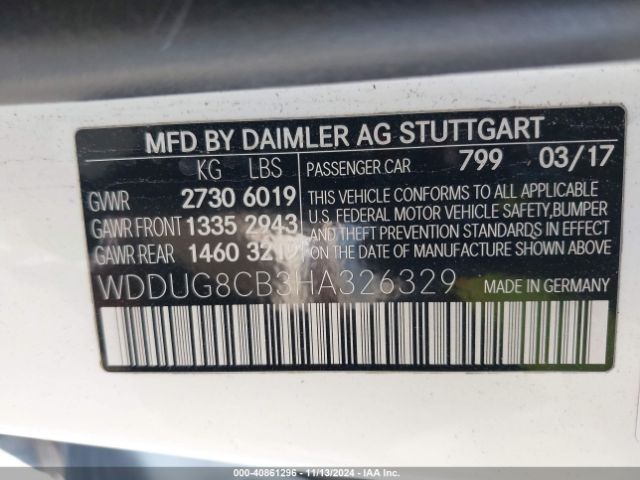 MFD BY DAIMLER AG STUTTGART
KG LBS PASSENGER CAR 799 03/17
GVWR 2730 6019
GAWR FRONT 1335 2943
GAWR REAR 1460 3219
THIS VEHICLE CONFORMS TO ALL APPLICABLE
U.S. FEDERAL MOTOR VEHICLE SAFETY,BUMPER
AND THEFT PREVENTION STANDARDS IN EFFECT
ON THE DATE OF MANUFACTURE SHOWN ABOVE.
WDDUG8CB3HA326329 MADE IN GERMANY
00 - 40861296 - 11/13/2024 - IAA Inc.